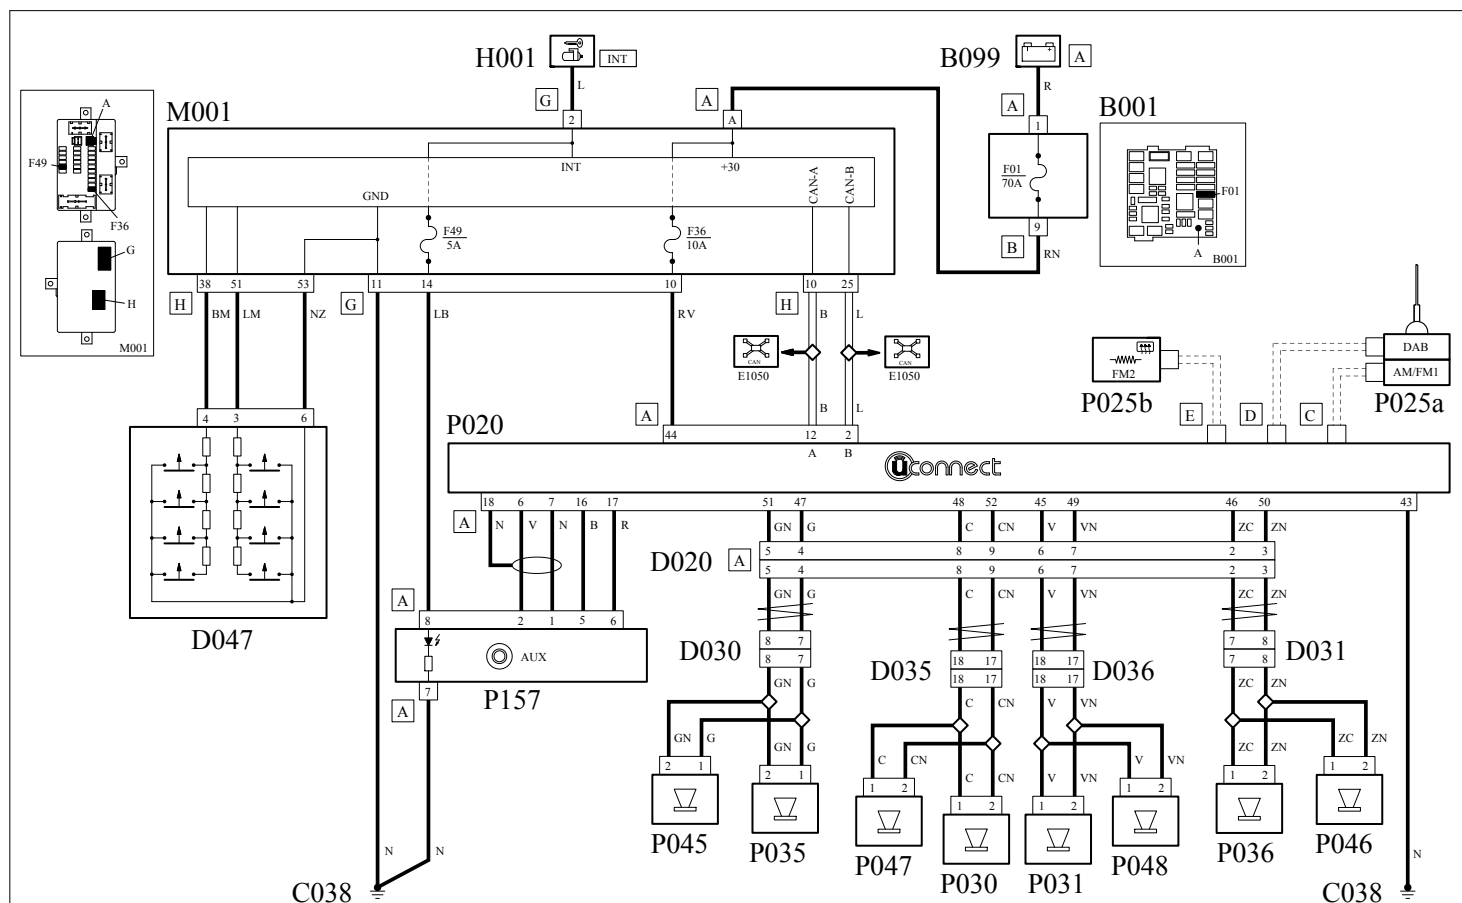 H001
INT
B099
A
L
R
G
A
A
B001
M001
2
A
1
A
F49
F36
G
H
M001
INT
+30
GND
CAN-A
CAN-B
F01
70A
F49
5A
F36
10A
9
B
RN
F01
A
B001
38
51
53
11
14
10
10
25
H
G
H
BM
LM
NZ
LB
RV
B
L
CAN
E1050
CAN
E1050
FM2
P025b
DAB
AM/FM1
P025a
4
3
6
P020
A
44
12
2
B
L
E
D
C
A
B
uconnect
18
6
7
16
17
51
47
48
52
45
49
46
50
43
A
N
V
N
B
R
GN
G
C
CN
V
VN
ZC
ZN
D020
A
5
4
8
9
6
7
2
3
5
4
8
9
6
7
2
3
GN
G
C
CN
V
VN
ZC
ZN
D047
A
8
2
1
5
6
AUX
7
A
P157
D030
8
7
8
7
D035
18
17
18
17
18
17
18
17
D036
7
8
7
8
D031
GN
G
C
CN
V
VN
ZC
ZN
GN
G
GN
G
C
CN
C
CN
V
VN
V
VN
ZC
ZN
ZC
ZN
2
1
2
1
1
2
1
2
1
2
1
2
1
2
1
2
P045
P035
P047
P030
P031
P048
P036
P046
N
N
N
C038
C038